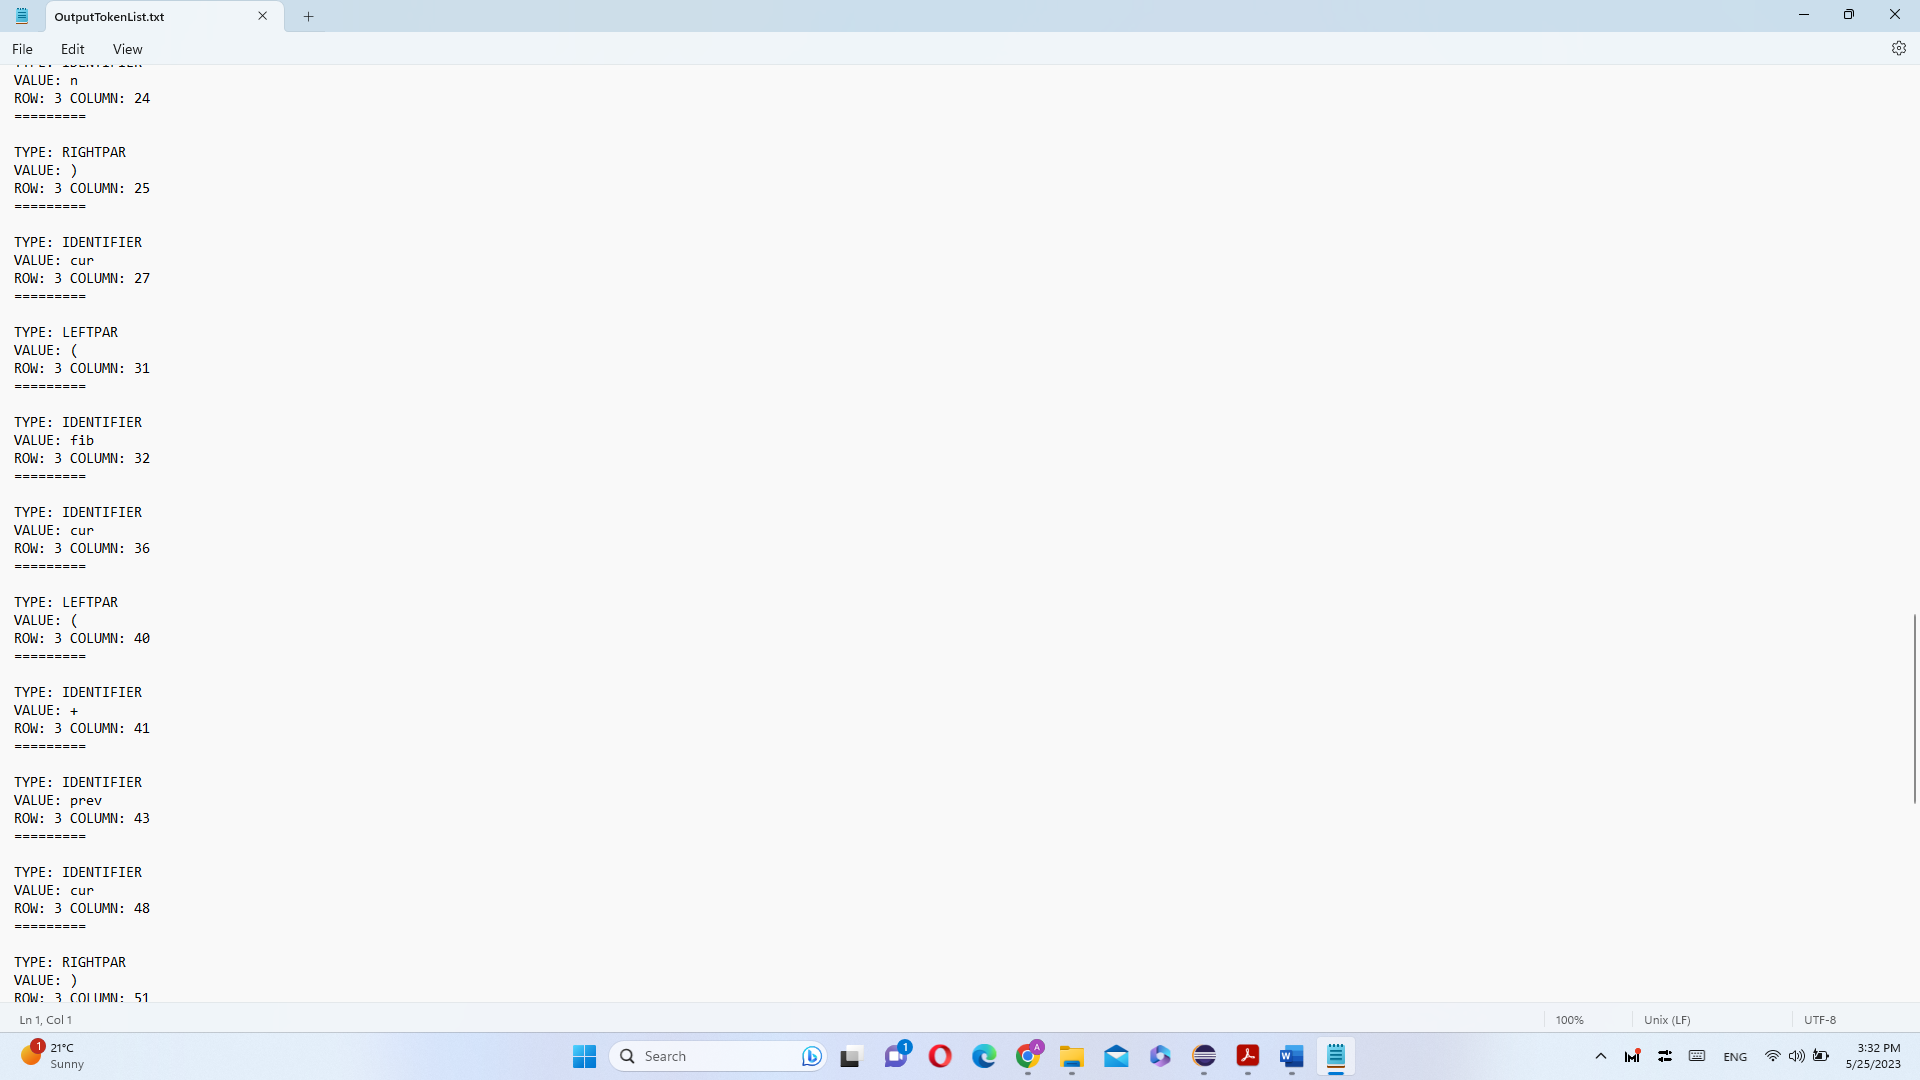 OutputTokenList.txt
File Edit View
TYPE: IDENTIFIER
VALUE: n
ROW: 3 COLUMN: 24
=========
TYPE: RIGHTPAR
VALUE: )
ROW: 3 COLUMN: 25
=========
TYPE: IDENTIFIER
VALUE: cur
ROW: 3 COLUMN: 27
=========
TYPE: LEFTPAR
VALUE: (
ROW: 3 COLUMN: 31
=========
TYPE: IDENTIFIER
VALUE: fib
ROW: 3 COLUMN: 32
=========
TYPE: IDENTIFIER
VALUE: cur
ROW: 3 COLUMN: 36
=========
TYPE: LEFTPAR
VALUE: (
ROW: 3 COLUMN: 40
=========
TYPE: IDENTIFIER
VALUE: +
ROW: 3 COLUMN: 41
=========
TYPE: IDENTIFIER
VALUE: prev
ROW: 3 COLUMN: 43
=========
TYPE: IDENTIFIER
VALUE: cur
ROW: 3 COLUMN: 48
=========
TYPE: RIGHTPAR
VALUE: )
ROW: 3 COLUMN: 51
Ln 1, Col 1 100% Unix (LF) UTF-8
1 21°C
Sunny
Search
1
A
ENG
3:32 PM
5/25/2023